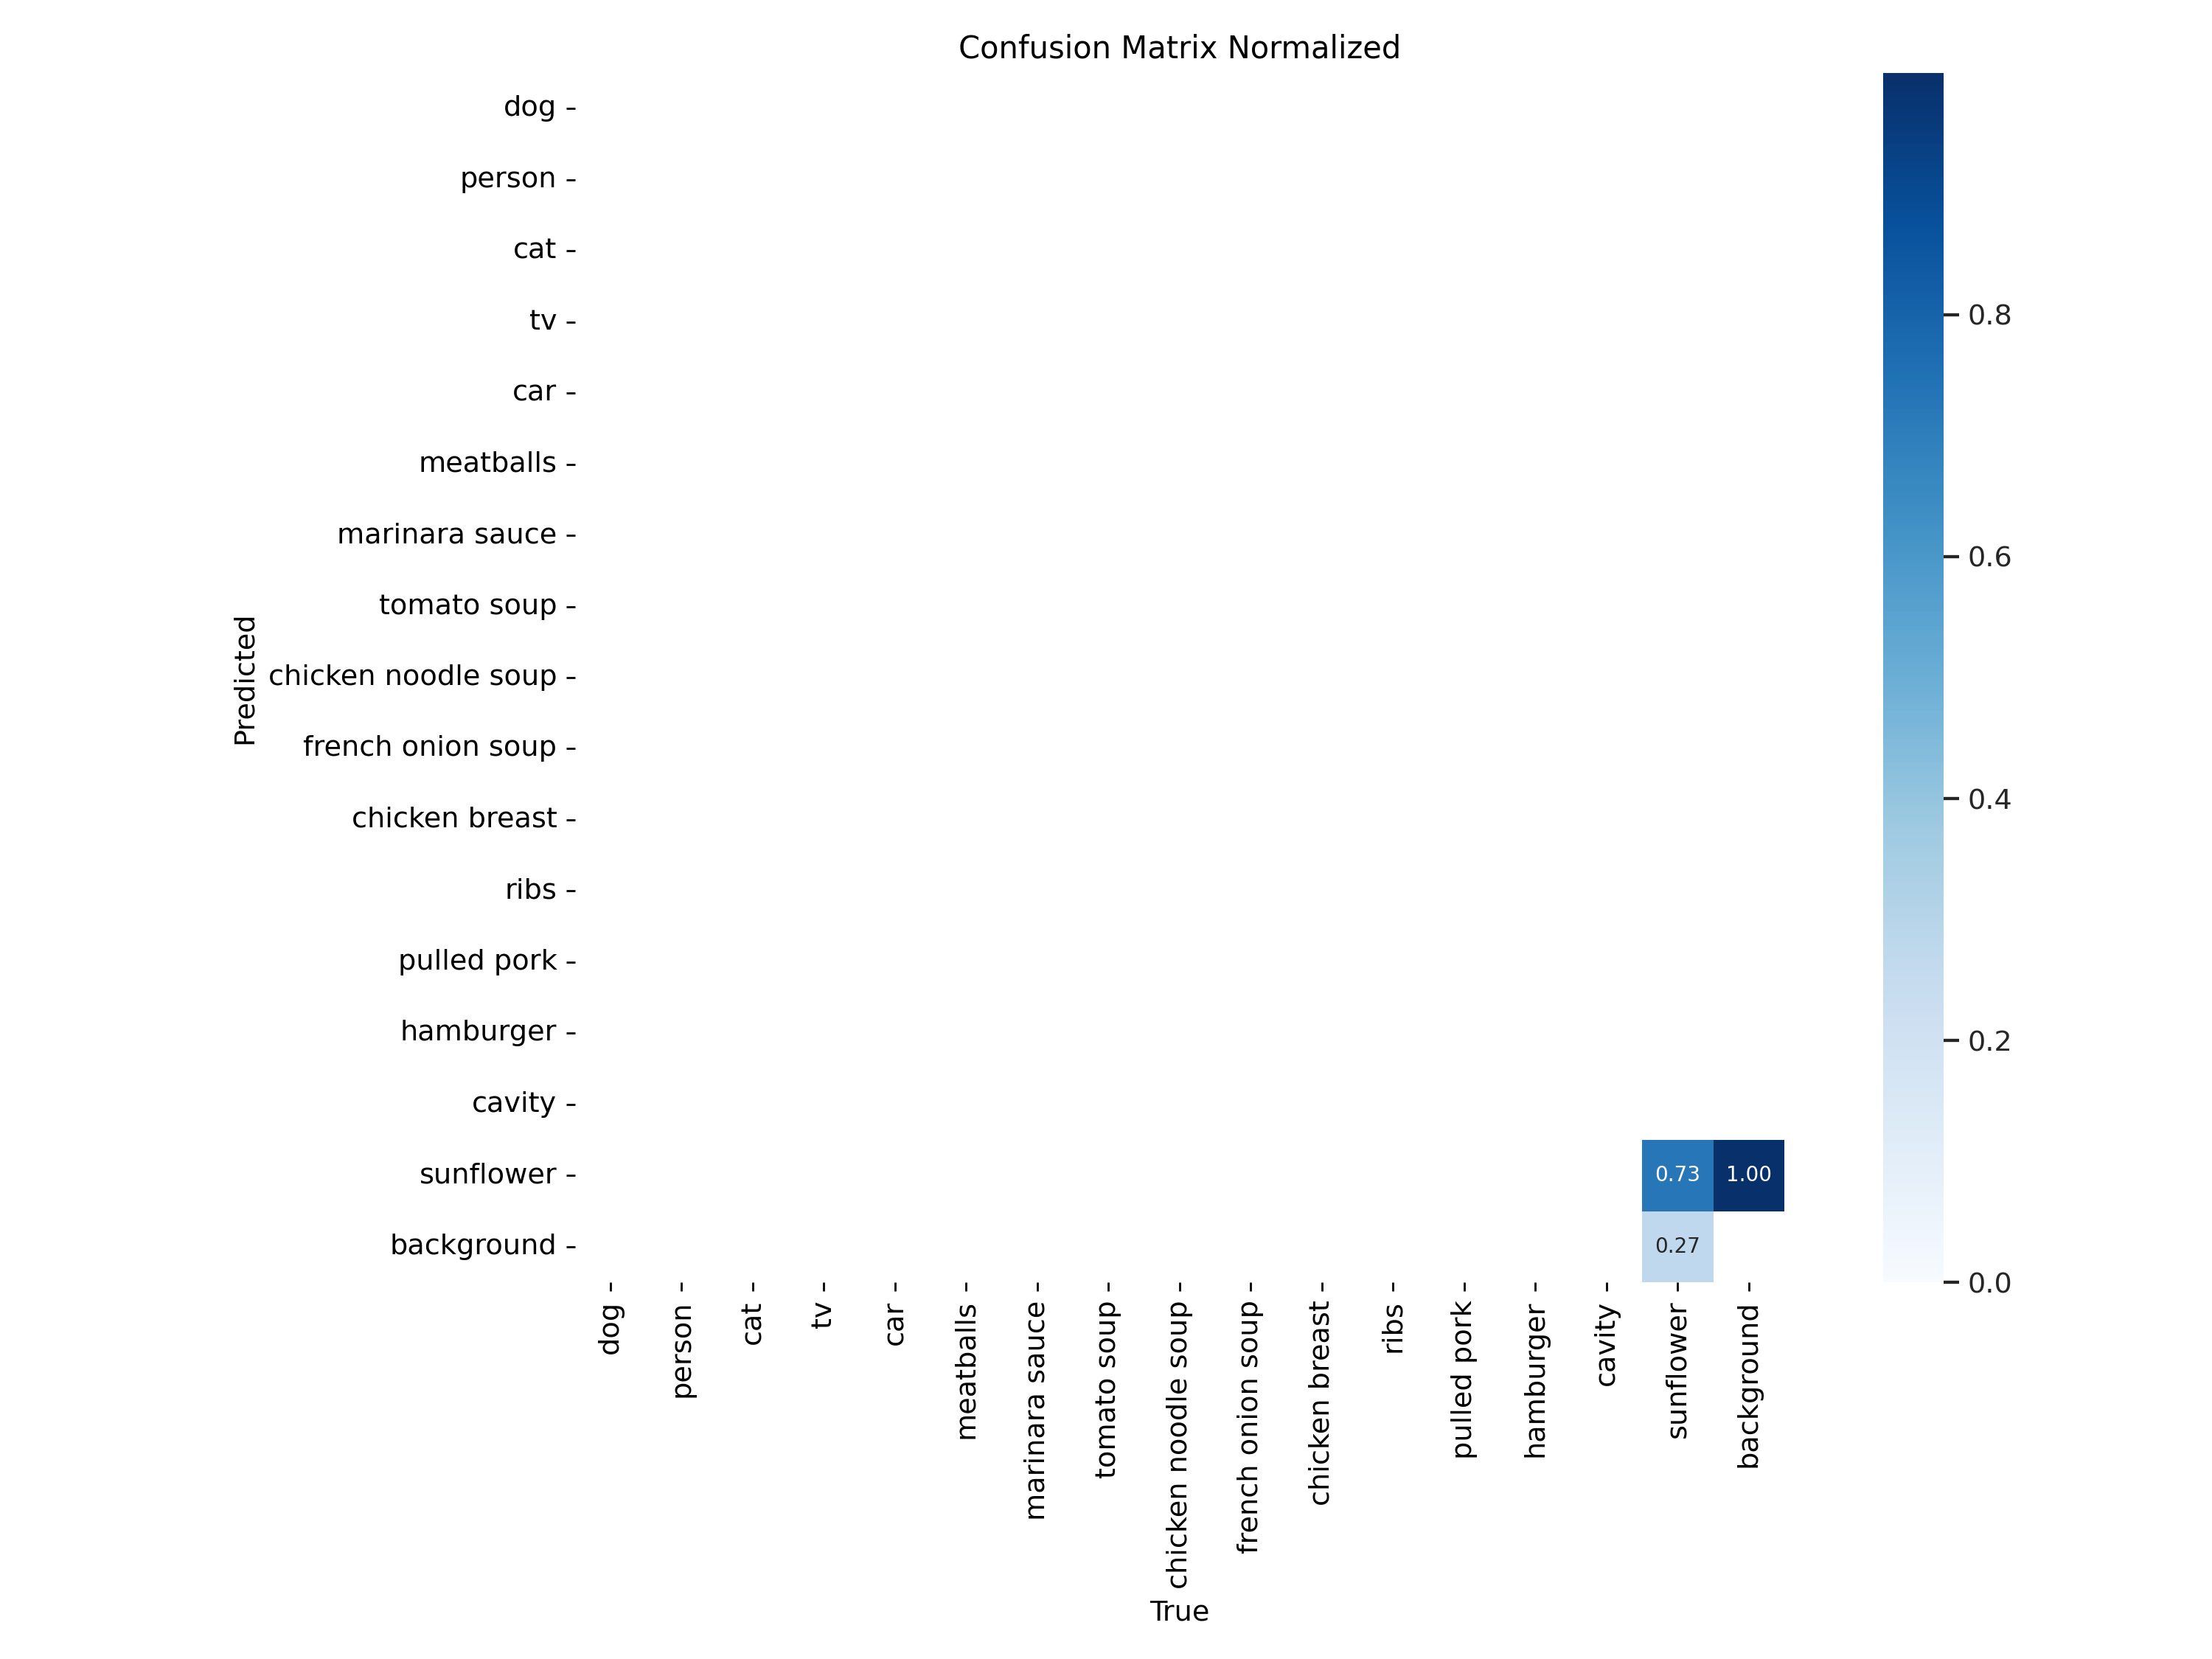 Confusion Matrix Normalized
Predicted
dog
person
cat
tv
car
meatballs
marinara sauce
tomato soup
chicken noodle soup
french onion soup
chicken breast
ribs
pulled pork
hamburger
cavity
sunflower
background
0.73 1.00
0.27
dog
person
cat
tv
car
meatballs
marinara sauce
tomato soup
chicken noodle soup
french onion soup
chicken breast
ribs
pulled pork
hamburger
cavity
sunflower
background
True
0.8
0.6
0.4
0.2
0.0